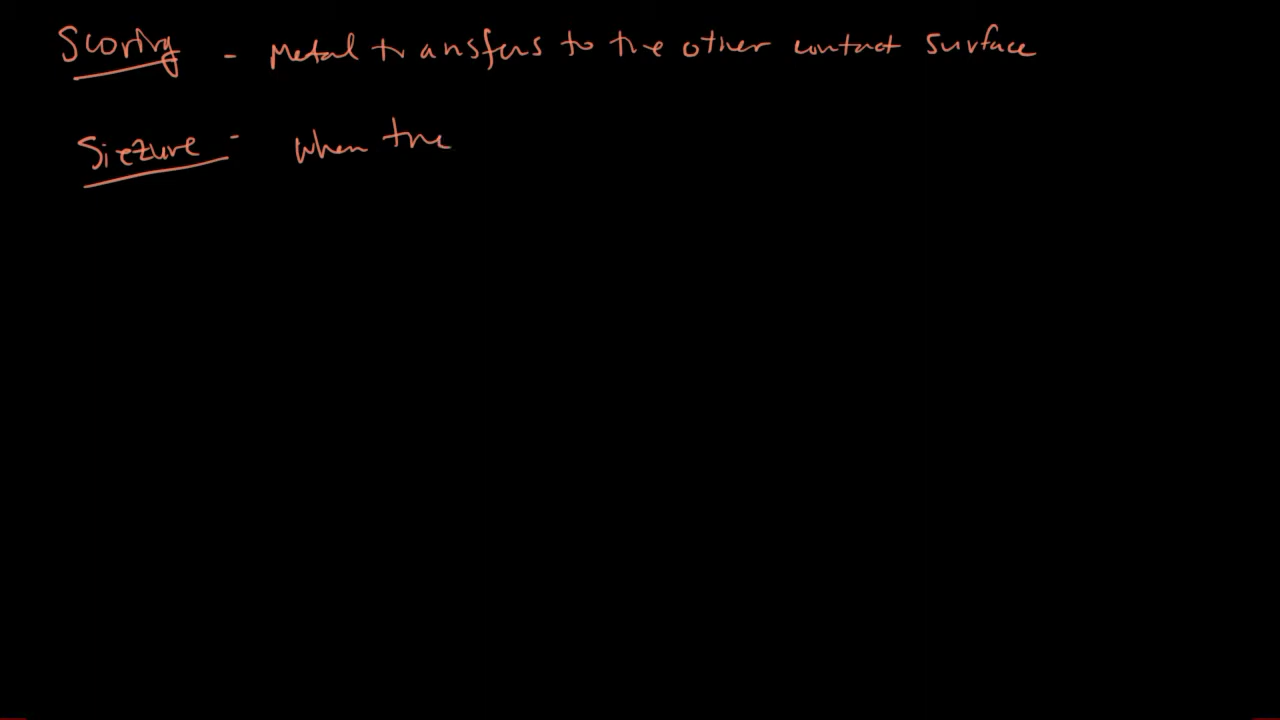 Scoring - Metal transfers to the other contact surface
Siezure - when the